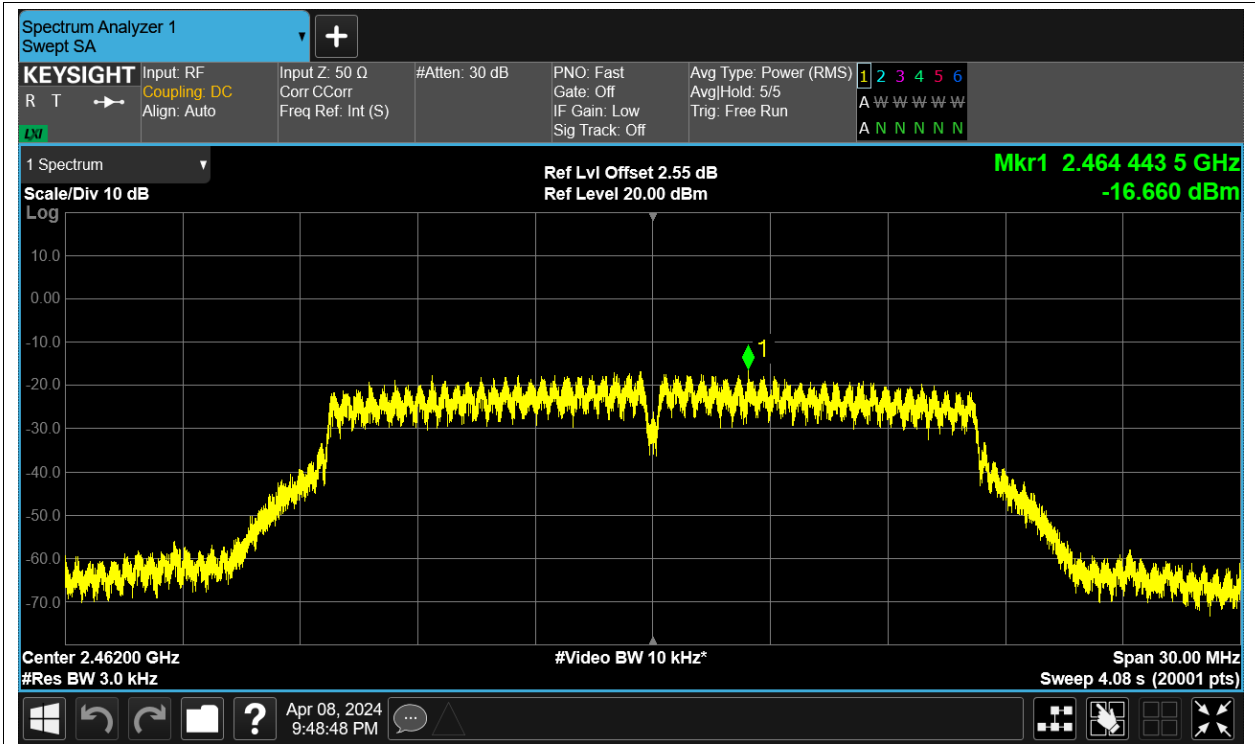 Spectrum Analyzer 1
Swept SA
KEYSIGHT
R T
LXI
Input: RF
Coupling: DC
Align: Auto
Input Z: 50 Ω
Corr CCorr
Freq Ref: Int (S)
#Atten: 30 dB
PNO: Fast
Gate: Off
IF Gain: Low
Sig Track: Off
Avg Type: Power (RMS)
Avg|Hold: 5/5
Trig: Free Run
1 2 3 4 5 6
A W W W W W
A N N N N N
1 Spectrum
Scale/Div 10 dB
Log
Ref Lvl Offset 2.55 dB
Ref Level 20.00 dBm
Mkr1 2.464 443 5 GHz
-16.660 dBm
10.0
0.00
-10.0
1
-20.0
-30.0
-40.0
-50.0
-60.0
-70.0
Center 2.46200 GHz
#Res BW 3.0 kHz
#Video BW 10 kHz*
Span 30.00 MHz
Sweep 4.08 s (20001 pts)
?
Apr 08, 2024
9:48:48 PM